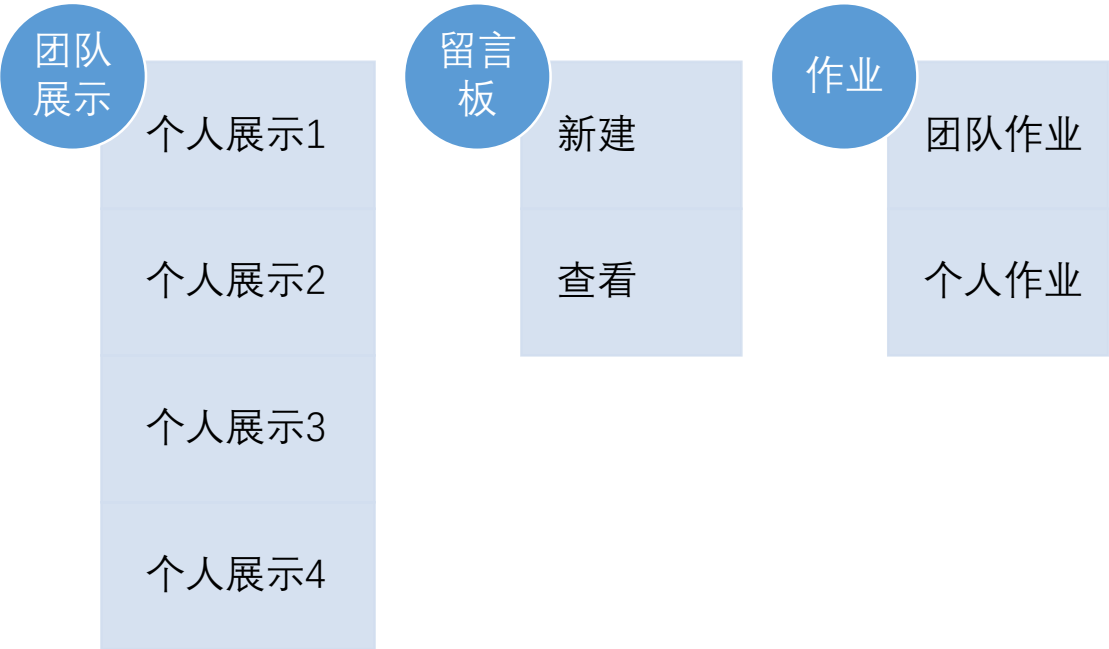 团队
展示
个人展示1
个人展示2
个人展示3
个人展示4
留言
板
新建
查看
作业
团队作业
个人作业